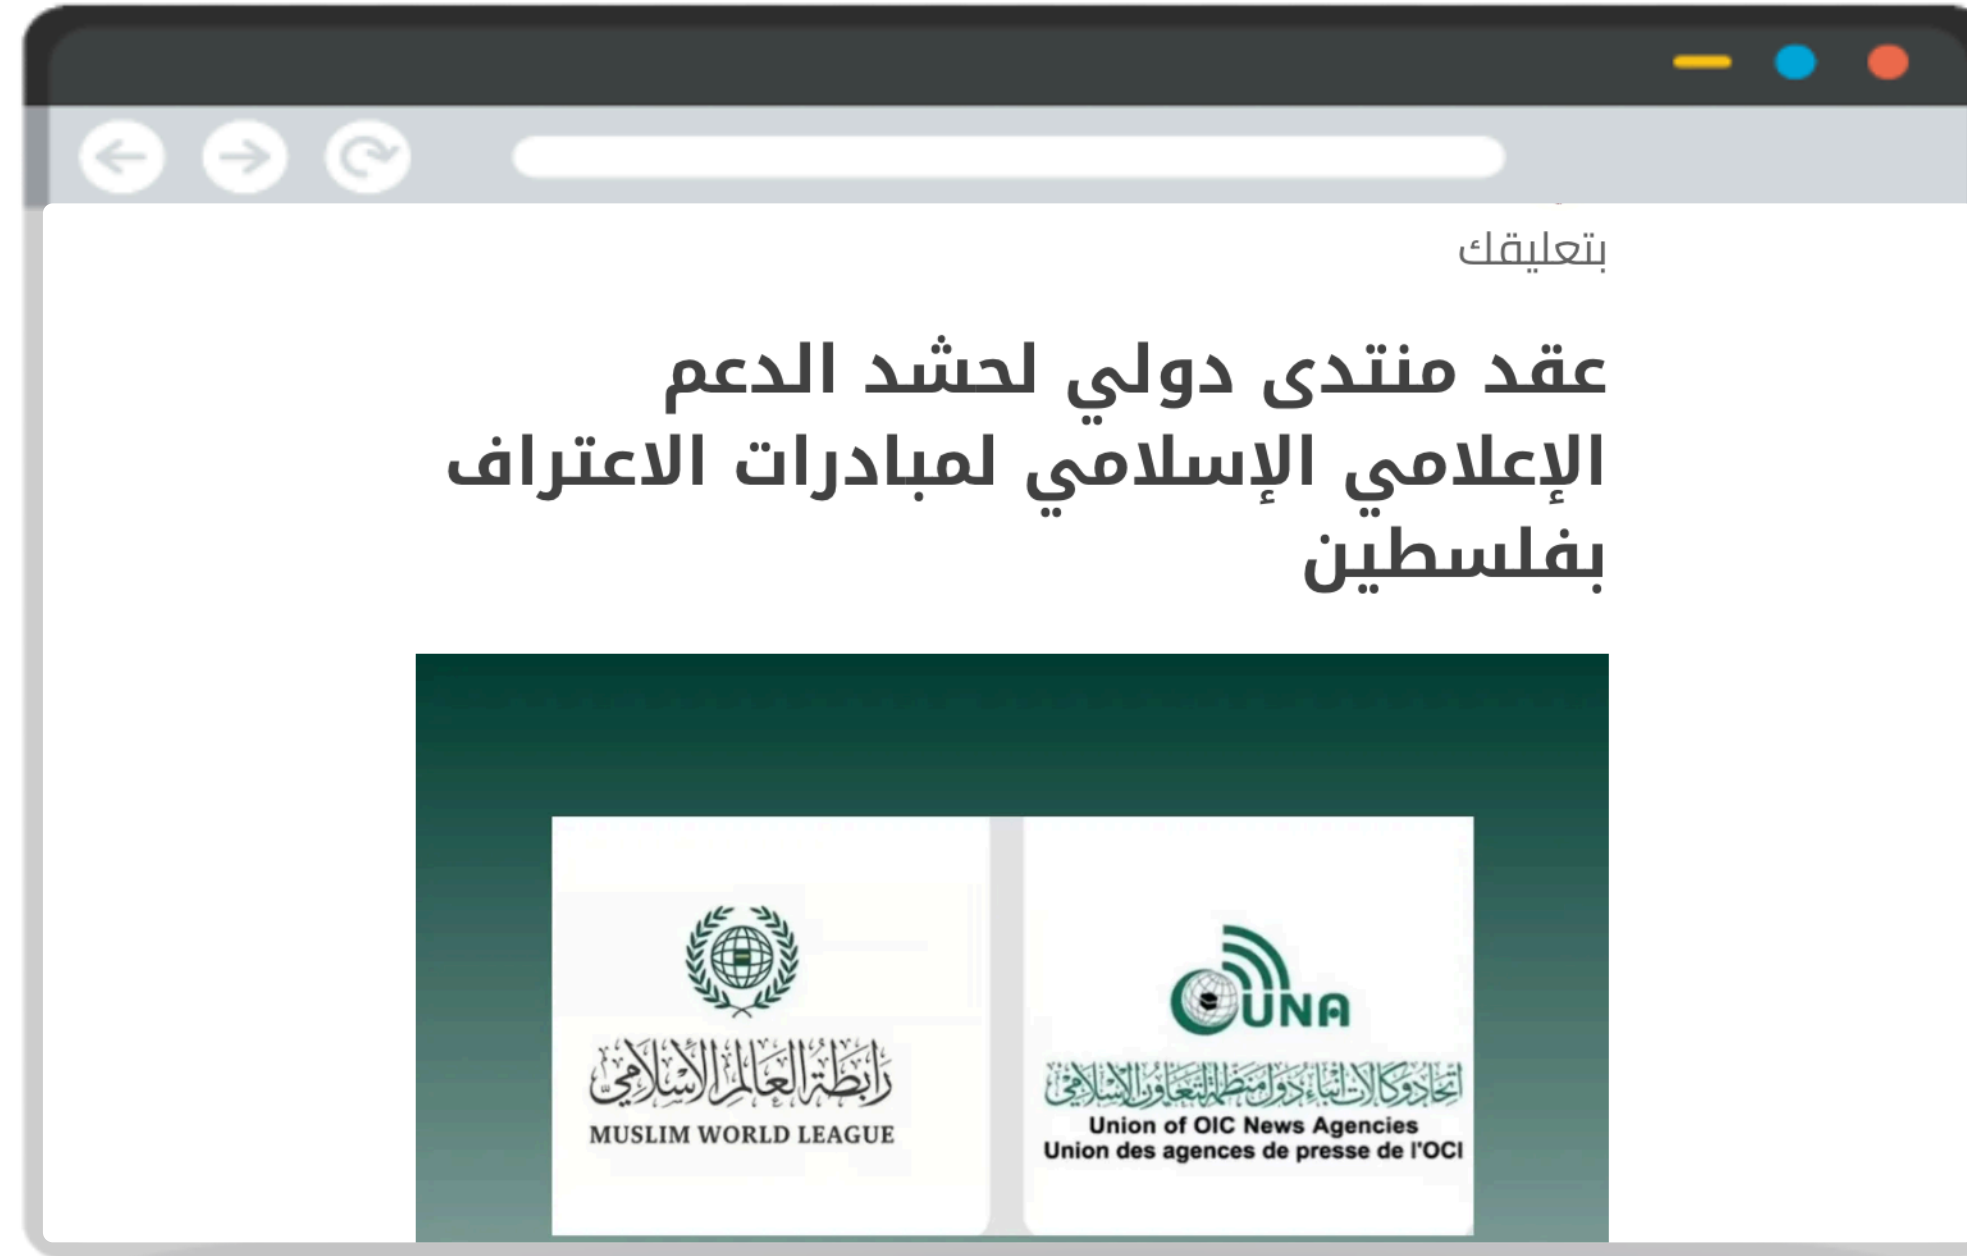 بتعليقك
عقد منتدى دولي لحشد الدعم
الإعلامي الإسلامي لمبادرات الاعتراف
بفلسطين
رابطة العالم الإسلامي
MUSLIM WORLD LEAGUE
UNA
اتحاد وكالات أنباء دول منظمة التعاون الإسلامي
Union of OIC News Agencies
Union des agences de presse de l'OCI